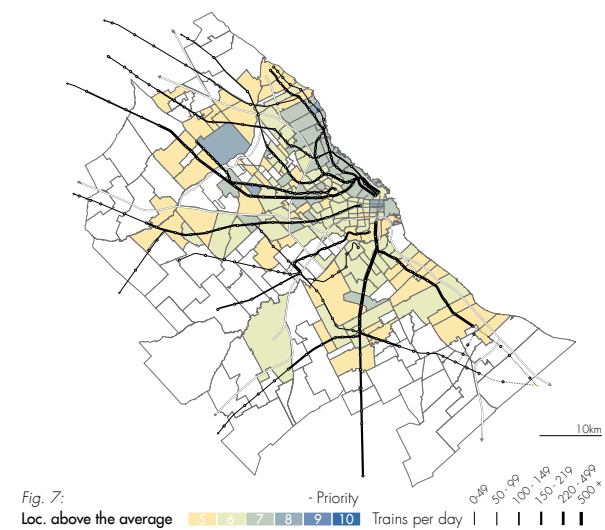 10km
Fig. 7:
- Priority
Loc. above the average 5 6 7 8 9 10 Trains per day
0-49
50 - 99
100 - 149
150 - 219
220 - 499
500 +